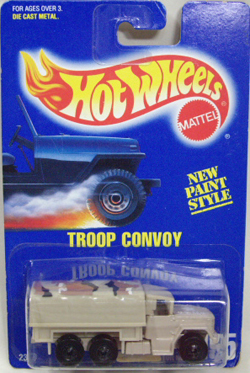 FOR AGES OVER 3.
DIE CAST METAL.
Hot Wheels
MATTEL
NEW
PAINT
STYLE
TROOP CONVOY